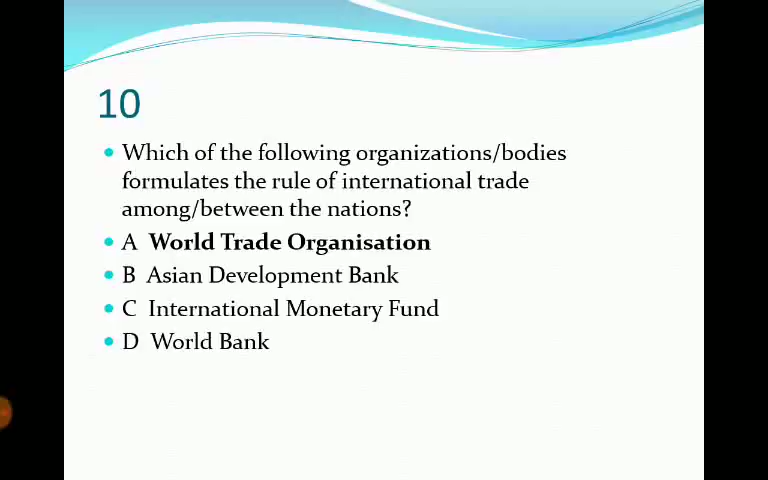 10
Which of the following organizations/bodies
formulates the rule of international trade
among/between the nations?
A World Trade Organisation
B Asian Development Bank
C International Monetary Fund
D World Bank